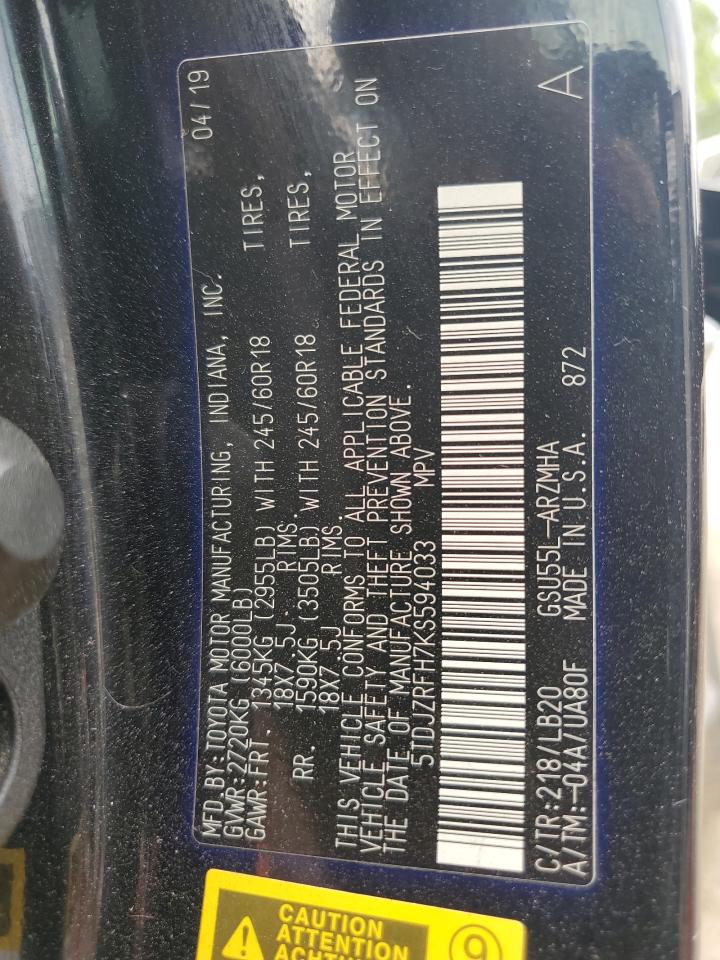 MFD.BY:TOYOTA MOTOR MANUFACTURING, INDIANA, INC. 04/19
GVWR:2720KG (6000LB)
GAWR:FRT. 1345KG (2955LB) WITH 245/60R18 TIRES,
18X7.5J. RIMS.
RR. 1590KG (3505LB) WITH 245/60R18 TIRES,
18X7.5J RIMS.
THIS VEHICLE CONFORMS TO ALL APPLICABLE FEDERAL MOTOR
VEHICLE SAFETY AND THEFT PREVENTION STANDARDS IN EFFECT ON
THE DATE OF MANUFACTURE SHOWN ABOVE.
5TDJZRFH7KS594033 MPV
A
C/TR:218/LB20 GSU55L-ARZMHA
A/TM:-04A/UA80F MADE IN U.S.A. 872
CAUTION
ATTENTION
9